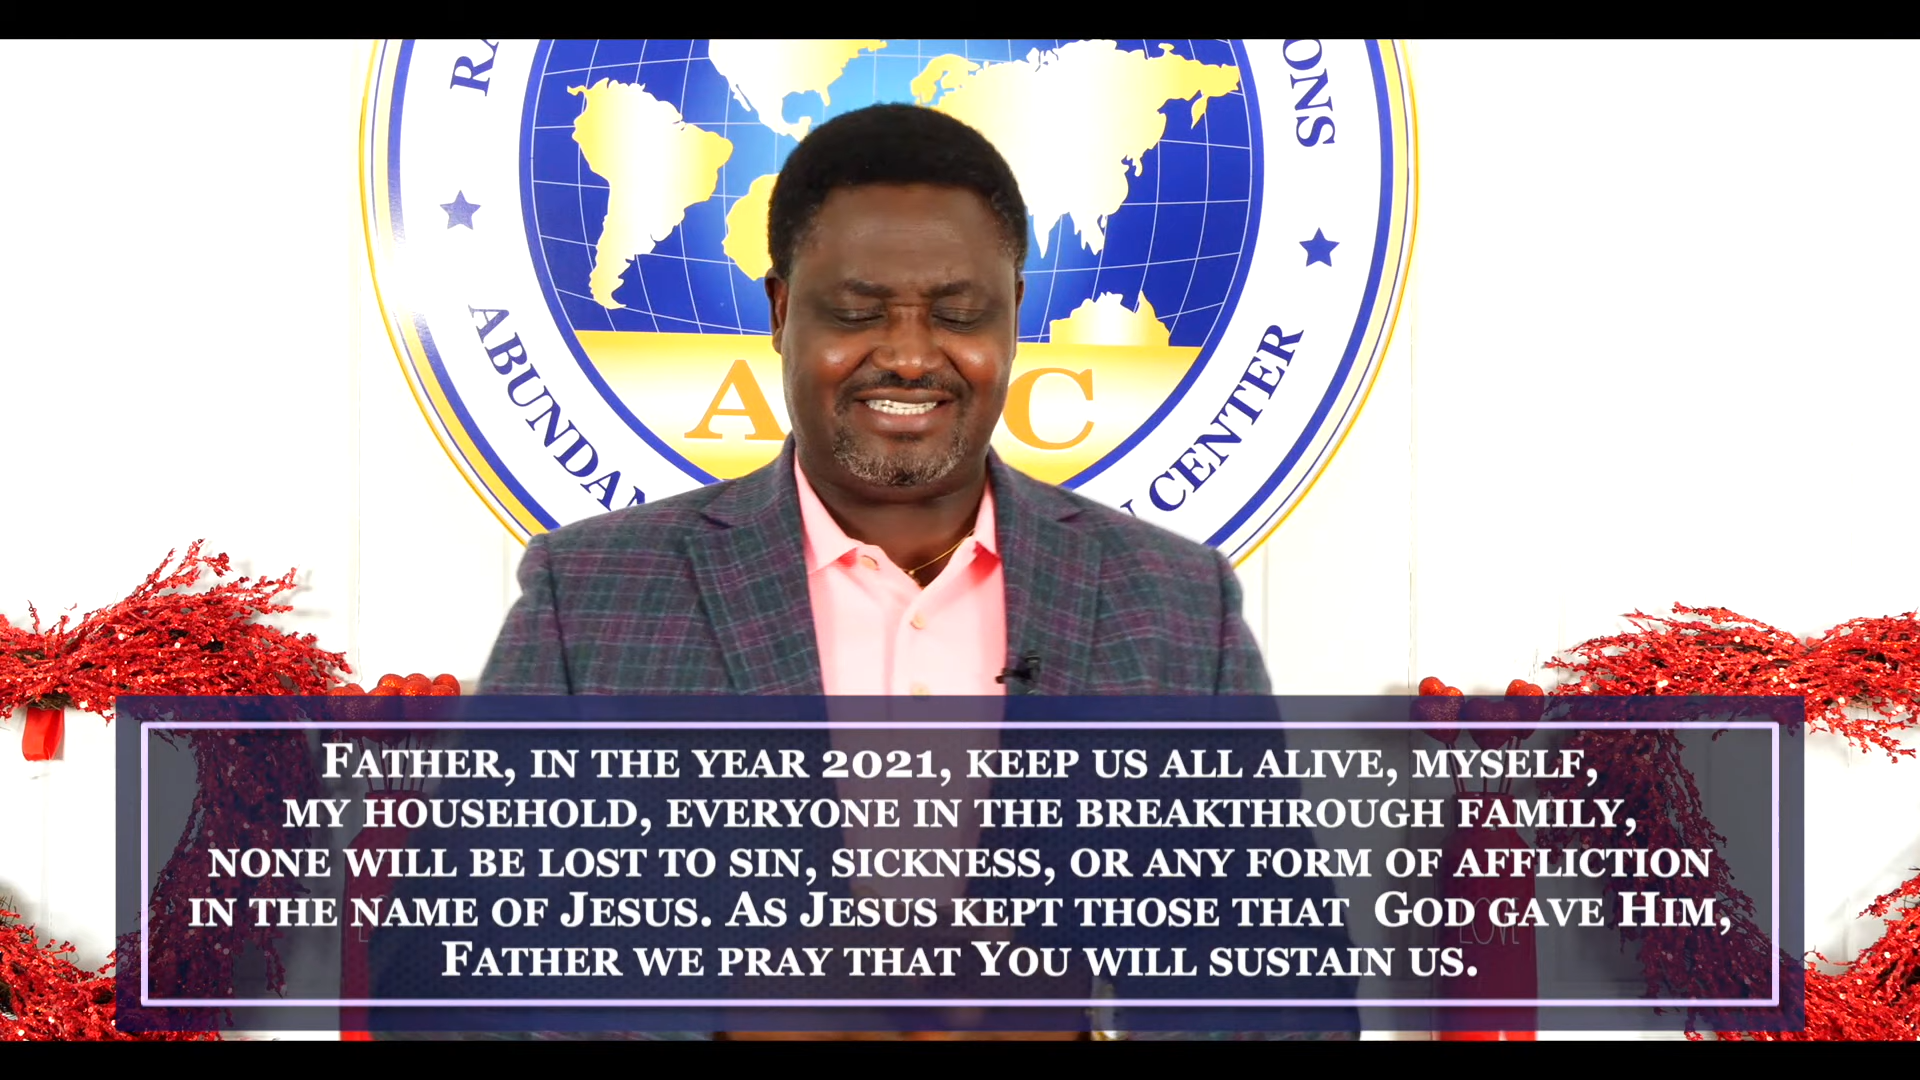 ONS
ABUNDAN
CENTER
A C
Father, in the year 2021, keep us all alive, myself,
my household, everyone in the breakthrough family,
none will be lost to sin, sickness, or any form of affliction
in the name of Jesus. As Jesus kept those that God gave Him,
Father we pray that You will sustain us.
LOVE